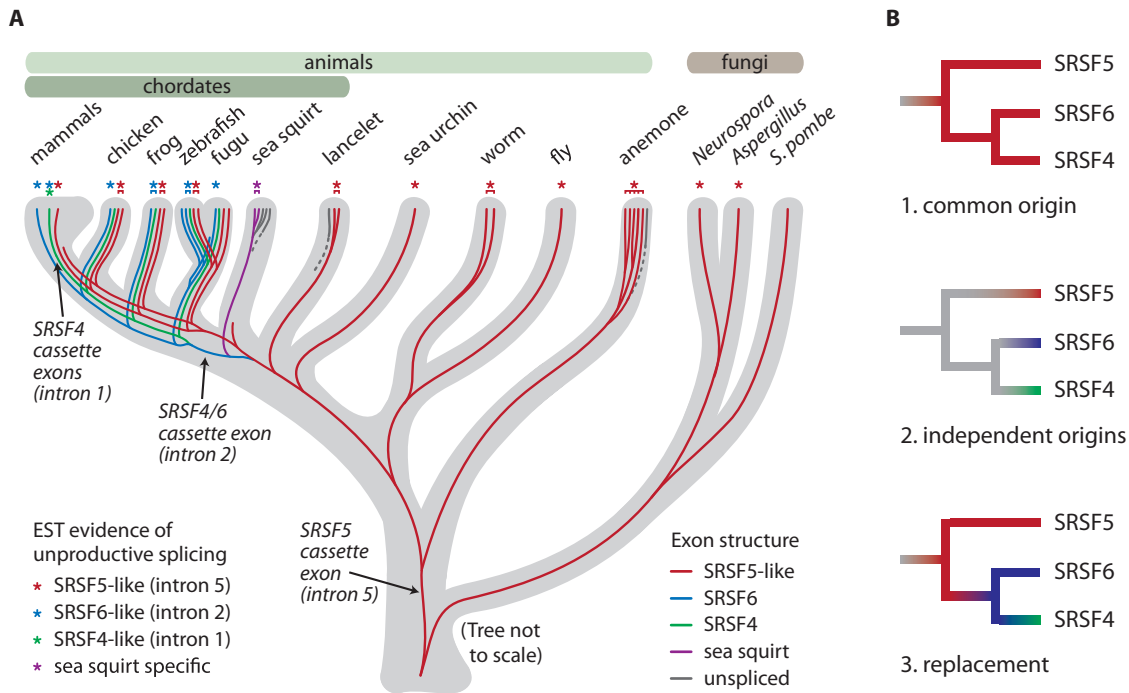 A
animals
fungi
chordates
mammals
chicken
frog
zebrafish
fugu
sea squirt
lancelet
sea urchin
worm
fly
anemone
Neurospora
Aspergillus
S. pombe
SRSF4
cassette
exons
(intron 1)
SRSF4/6
cassette exon
(intron 2)
SRSF5
cassette
exon
(intron 5)
EST evidence of
unproductive splicing
* SRSF5-like (intron 5)
* SRSF6-like (intron 2)
* SRSF4-like (intron 1)
* sea squirt specific
(Tree not
to scale)
Exon structure
SRSF5-like
SRSF6
SRSF4
sea squirt
unspliced
B
SRSF5
SRSF6
SRSF4
1. common origin
SRSF5
SRSF6
SRSF4
2. independent origins
SRSF5
SRSF6
SRSF4
3. replacement